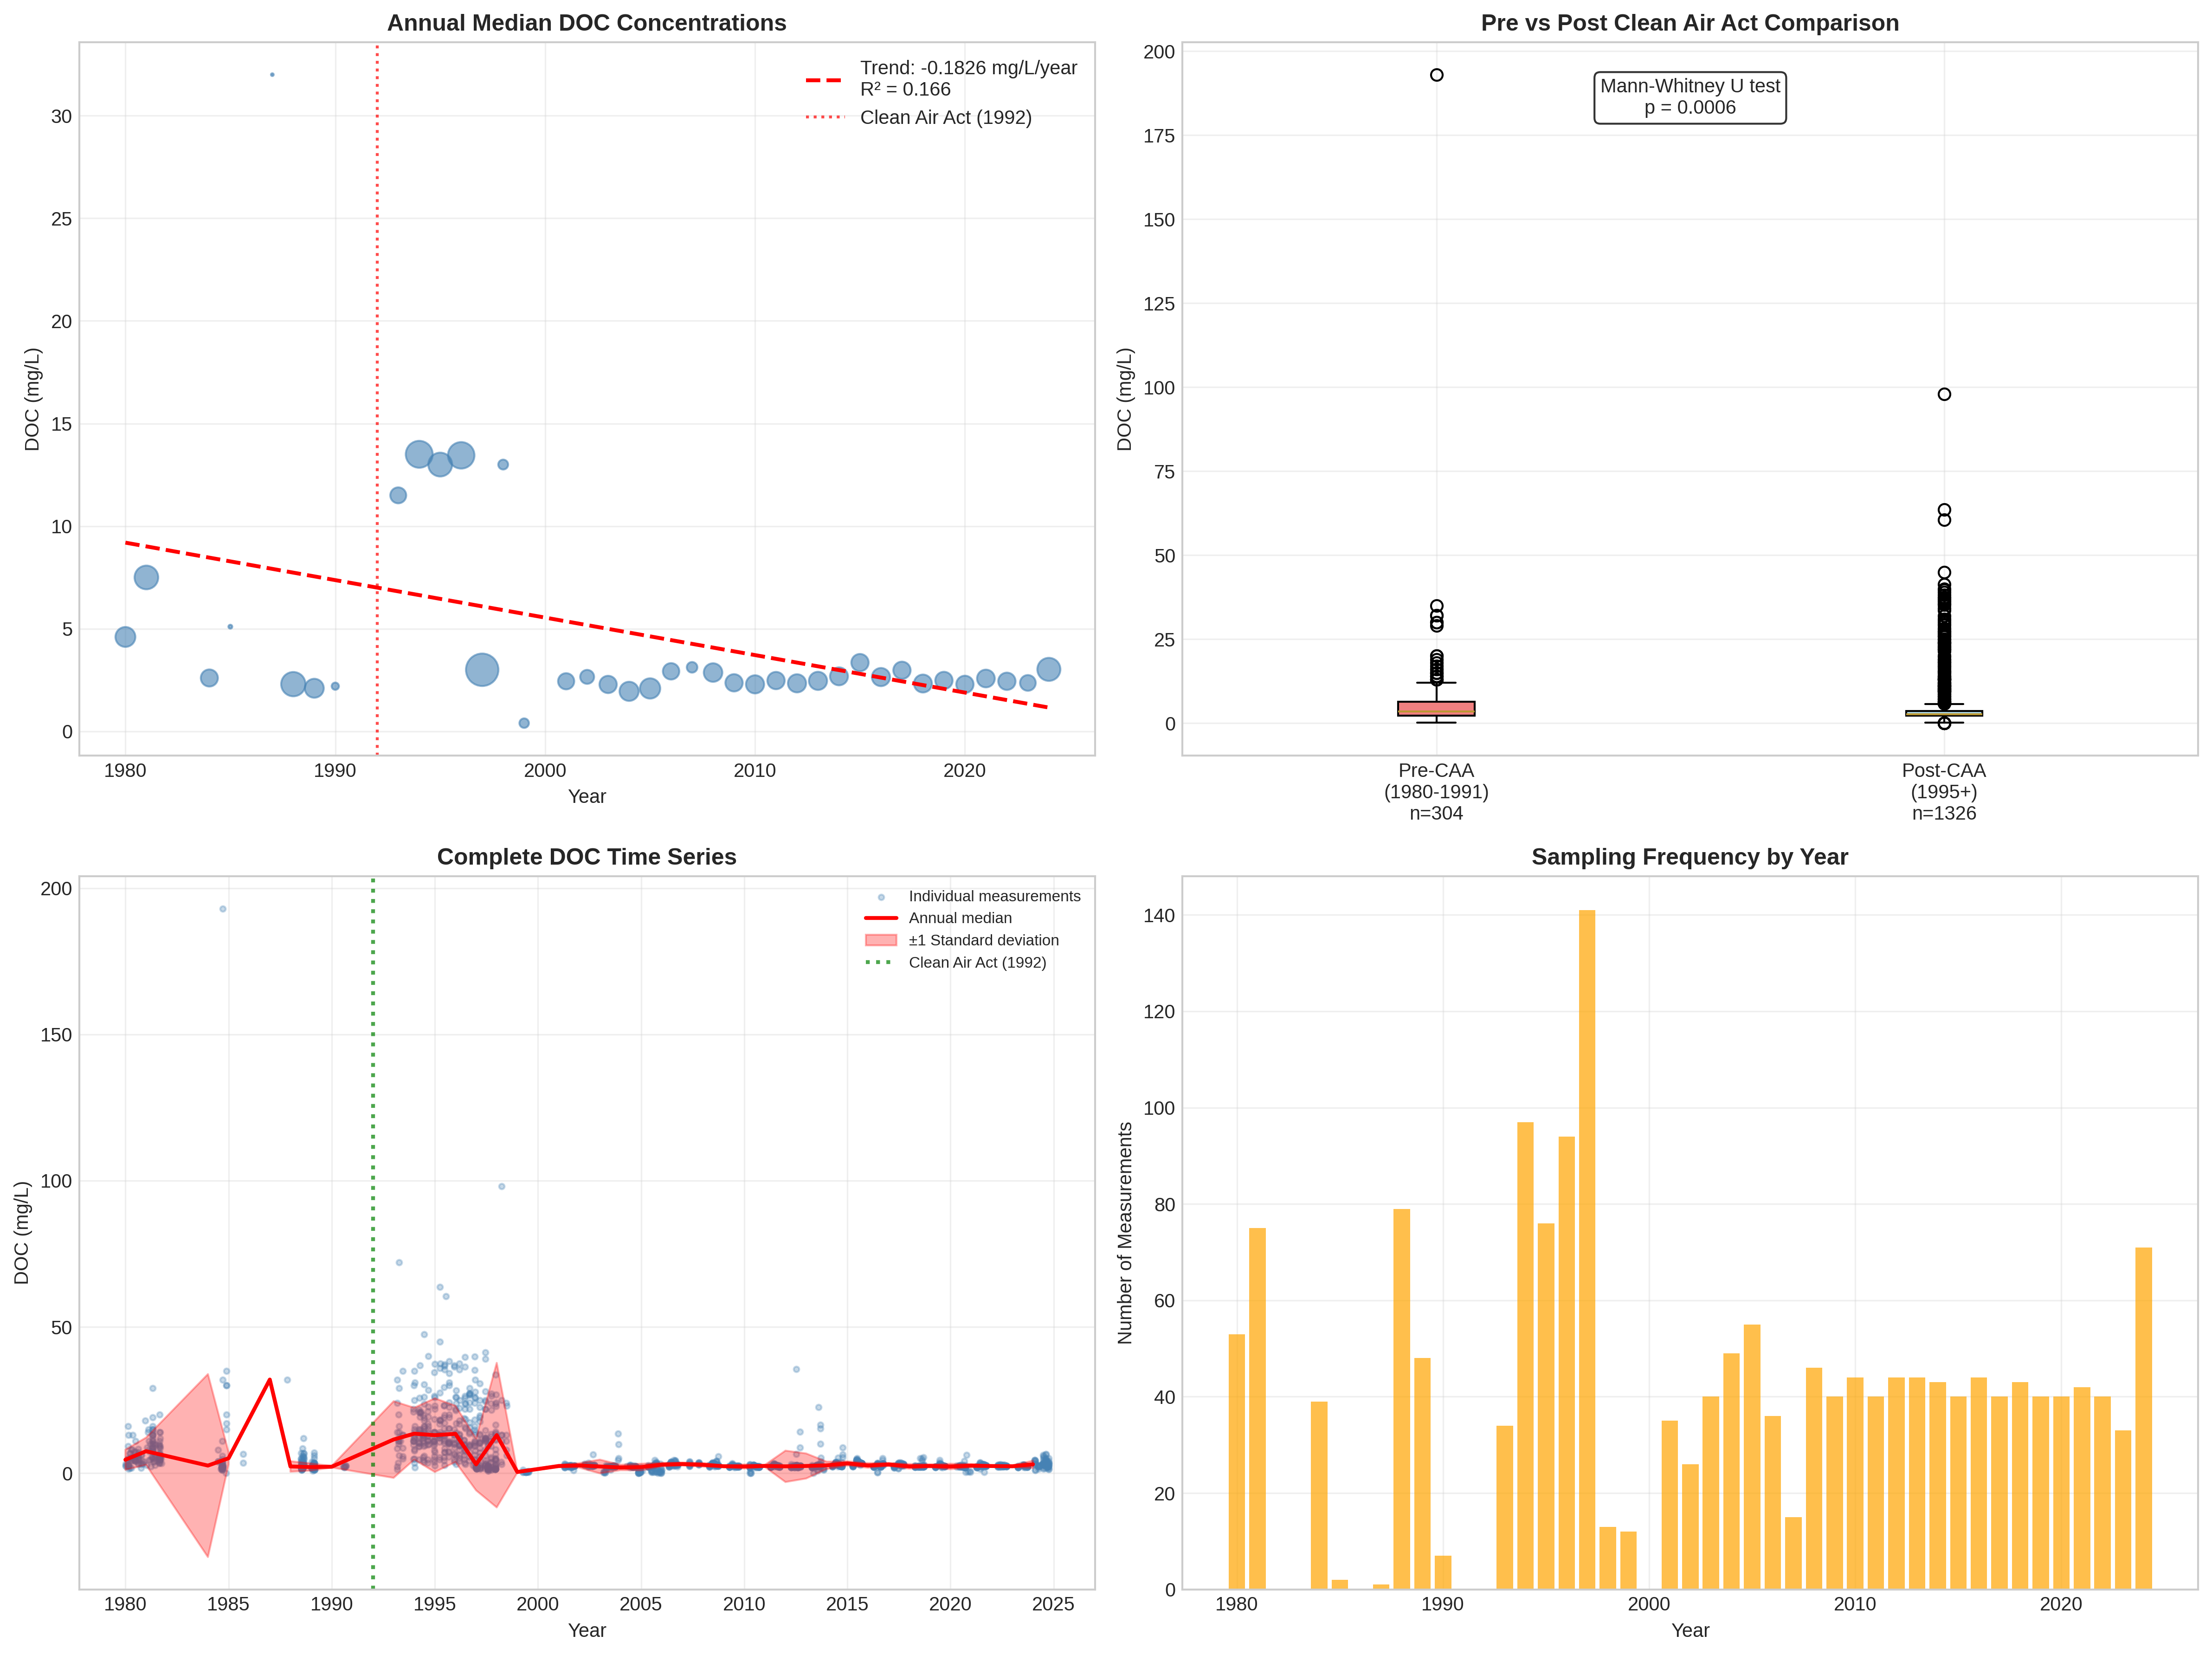 Annual Median DOC Concentrations
DOC (mg/L)
30
25
20
15
10
5
0
1980
1990
2000
2010
2020
Year
Trend: -0.1826 mg/L/year
R² = 0.166
Clean Air Act (1992)
Pre vs Post Clean Air Act Comparison
DOC (mg/L)
200
175
150
125
100
75
50
25
0
Mann-Whitney U test
p = 0.0006
Pre-CAA
(1980-1991)
n=304
Post-CAA
(1995+)
n=1326
Complete DOC Time Series
DOC (mg/L)
200
150
100
50
0
1980
1985
1990
1995
2000
2005
2010
2015
2020
2025
Year
Individual measurements
Annual median
±1 Standard deviation
Clean Air Act (1992)
Sampling Frequency by Year
Number of Measurements
140
120
100
80
60
40
20
0
1980
1990
2000
2010
2020
Year